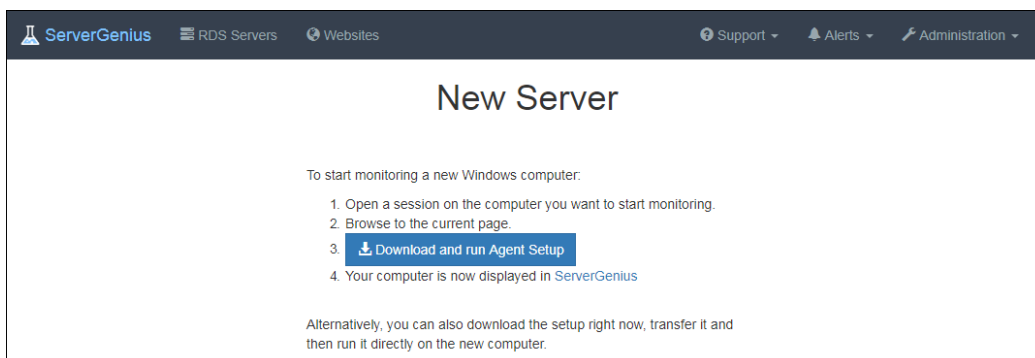 ServerGenius RDS Servers Websites Support Alerts Administration
New Server
To start monitoring a new Windows computer:
1. Open a session on the computer you want to start monitoring.
2. Browse to the current page.
3. Download and run Agent Setup
4. Your computer is now displayed in ServerGenius
Alternatively, you can also download the setup right now, transfer it and
then run it directly on the new computer.